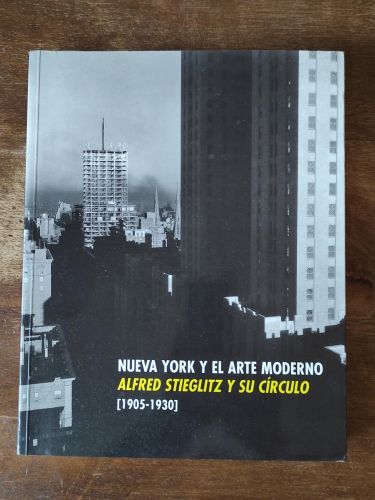 NUEVA YORK Y EL ARTE MODERNO
ALFRED STIEGLITZ Y SU CÍRCULO
[1905-1930]